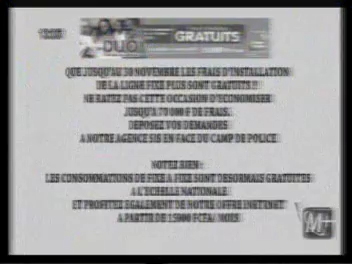 DUO
GRATUITS
QUE JUSQU'AU 30 NOVEMBRE LES FRAIS D'INSTALLATION
DE LA LIGNE FIXE PLUS SONT GRATUITS !!
NE RATEZ PAS CETTE OCCASION D'ECONOMISER
JUSQU'A 70 000 F DE FRAIS.
DEPOSEZ VOS DEMANDES
A NOTRE AGENCE SIS EN FACE DU CAMP DE POLICE
NOTEZ BIEN :
LES CONSOMMATIONS DE FIXE A FIXE SONT DESORMAIS GRATUITES
A L'ECHELLE NATIONALE
ET PROFITEZ EGALEMENT DE NOTRE OFFRE INTERNET
A PARTIR DE 15000 FCFA/ MOIS